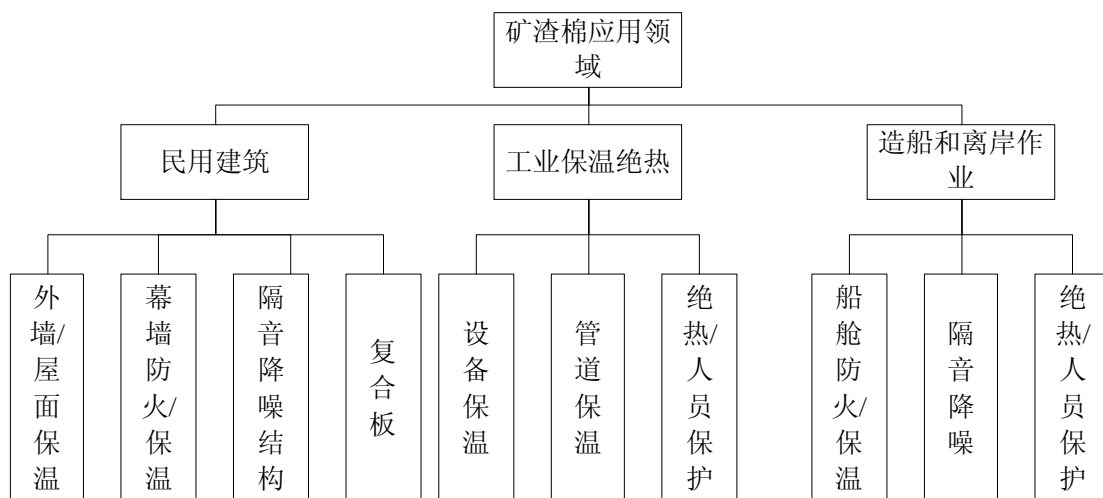 矿渣棉应用领
域
民用建筑
工业保温绝热
造船和离岸作
业
外墙/屋面保温
幕墙防火/保温
隔音降噪结构
复合板
设备保温
管道保温
绝热/人员保护
船舱防火/保温
隔音降噪
绝热/人员保护